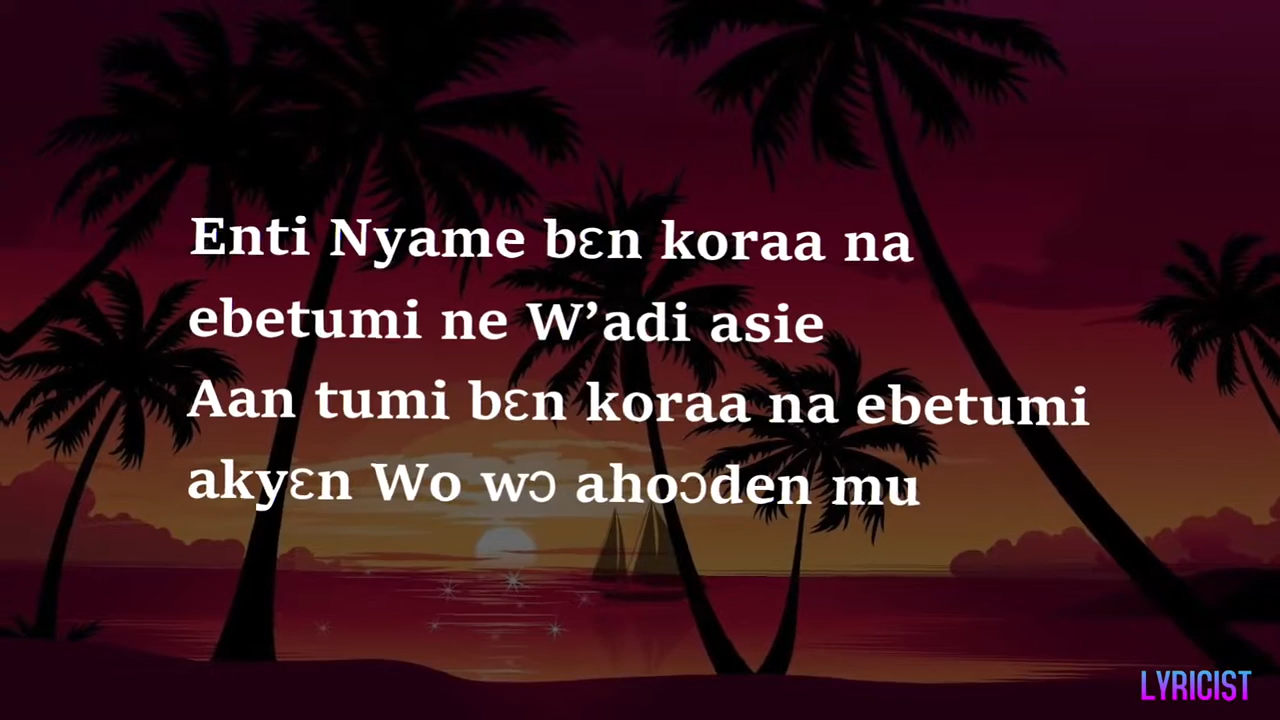 Enti Nyame bɛn koraa na
ebetumi ne W’adi asie
Aan tumi bɛn koraa na ebetumi
akyɛn Wo wɔ ahoɔden mu
LYRICIST